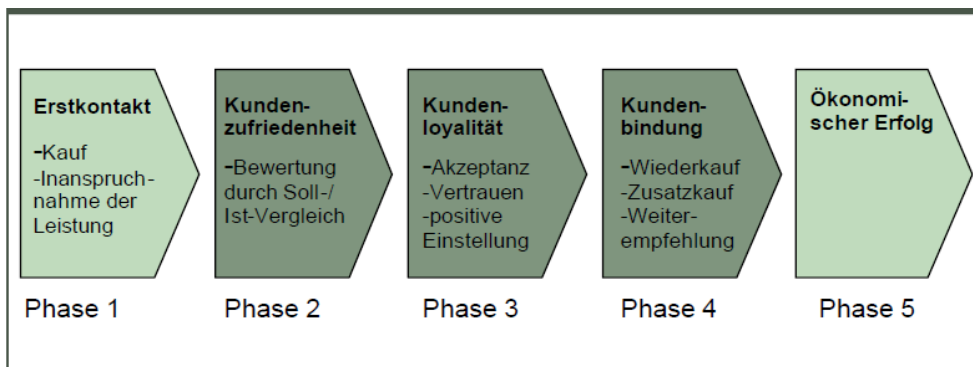 Erstkontakt
-Kauf
-Inanspruch-
nahme der
Leistung
Kunden-
zufriedenheit
-Bewertung
durch Soll-/
Ist-Vergleich
Kunden-
loyalität
-Akzeptanz
-Vertrauen
-positive
Einstellung
Kunden-
bindung
-Wiederkauf
-Zusatzkauf
-Weiter-
empfehlung
Ökonomi-
scher Erfolg
Phase 1
Phase 2
Phase 3
Phase 4
Phase 5